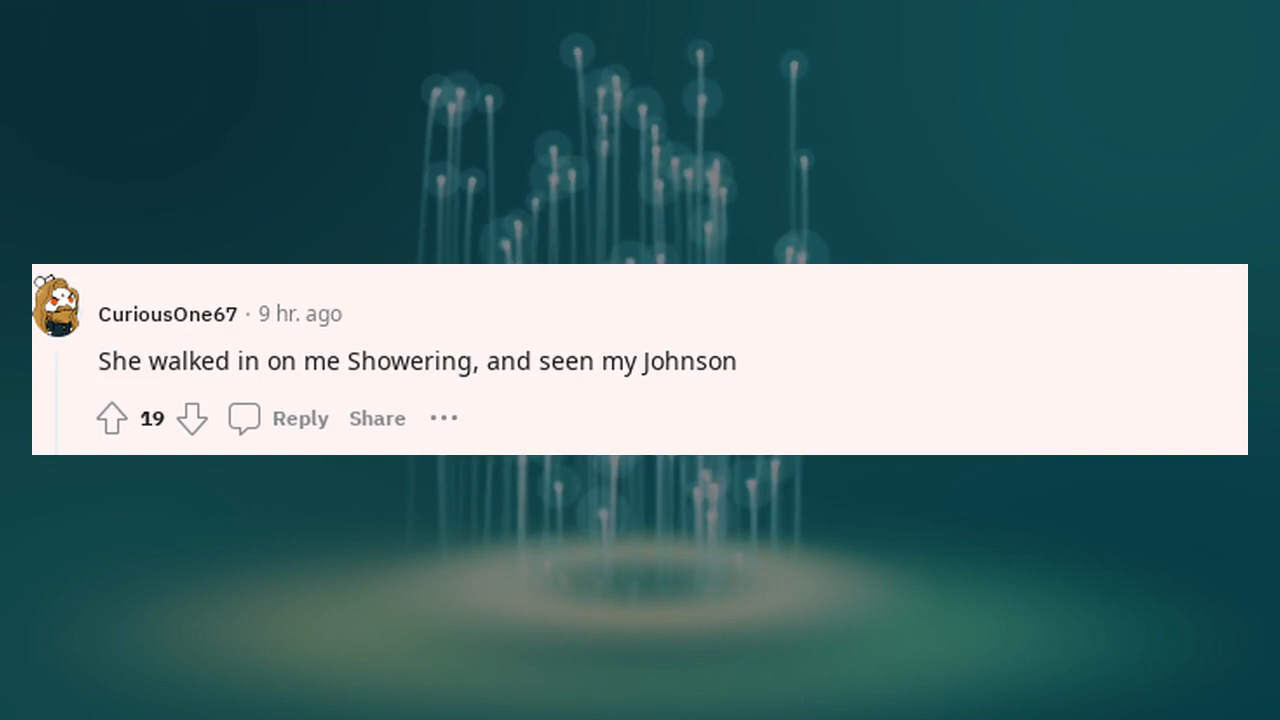 CuriousOne67 · 9 hr. ago
She walked in on me Showering, and seen my Johnson
19 Reply Share ···